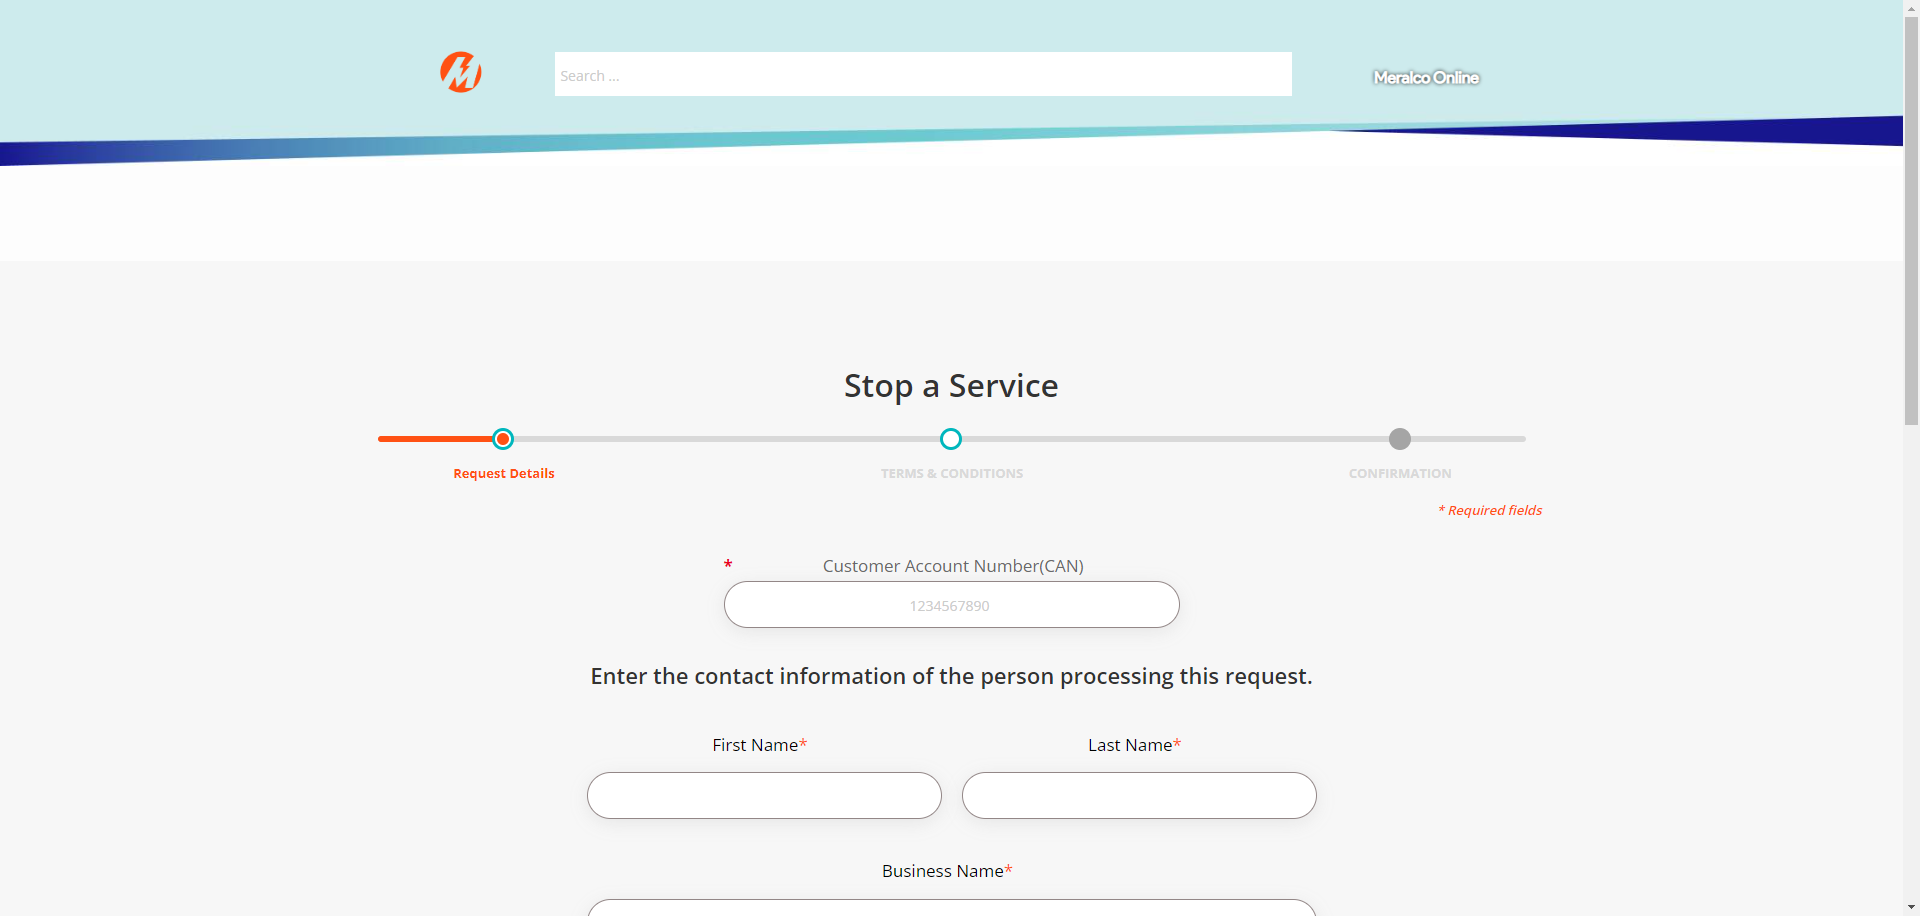 Search ...
Meralco Online
Stop a Service
Request Details
TERMS & CONDITIONS
CONFIRMATION
* Required fields
* Customer Account Number(CAN)
1234567890
Enter the contact information of the person processing this request.
First Name*
Last Name*
Business Name*